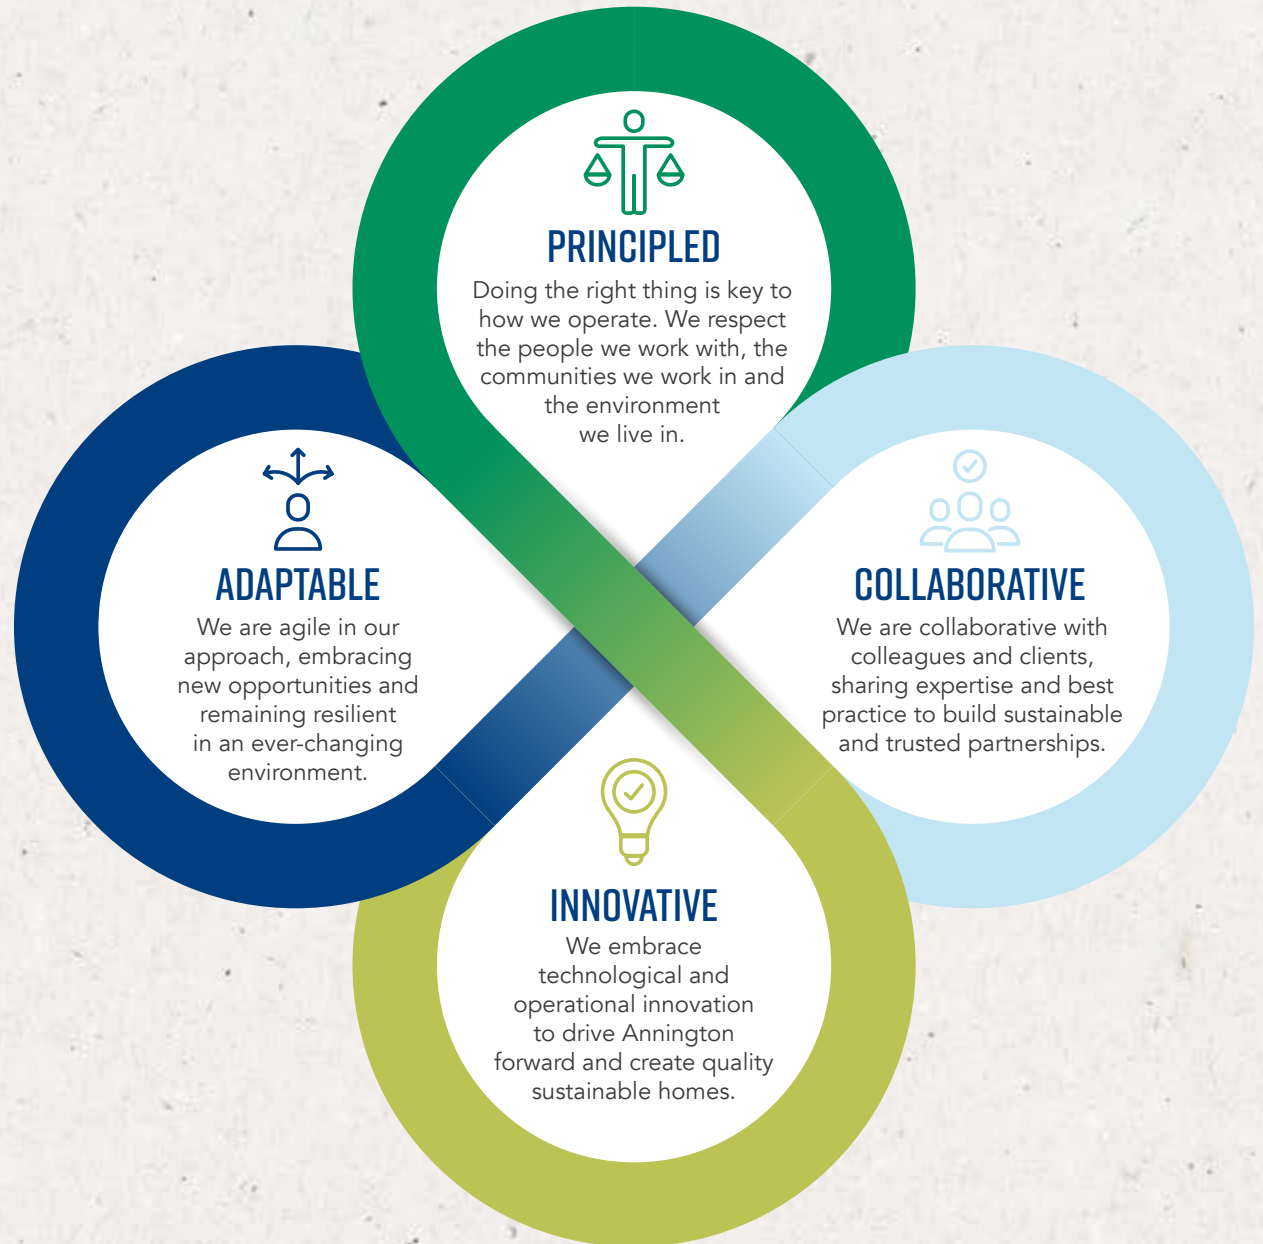 PRINCIPLED
Doing the right thing is key to
how we operate. We respect
the people we work with, the
communities we work in and
the environment
we live in.
ADAPTABLE
We are agile in our
approach, embracing
new opportunities and
remaining resilient
in an ever-changing
environment.
COLLABORATIVE
We are collaborative with
colleagues and clients,
sharing expertise and best
practice to build sustainable
and trusted partnerships.
INNOVATIVE
We embrace
technological and
operational innovation
to drive Annington
forward and create quality
sustainable homes.